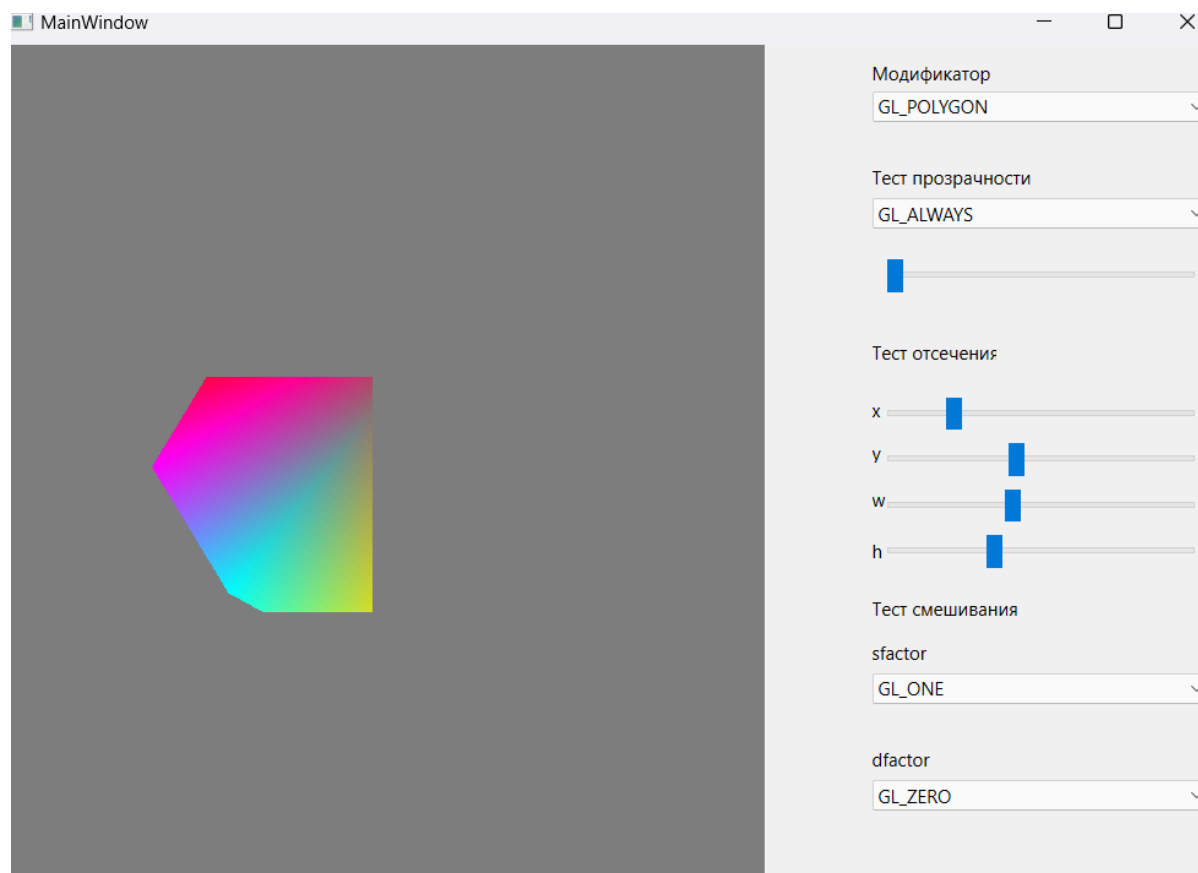 MainWindow
Модификатор
GL_POLYGON
Тест прозрачности
GL_ALWAYS
Тест отсечения
x
y
w
h
Тест смешивания
sfactor
GL_ONE
dfactor
GL_ZERO